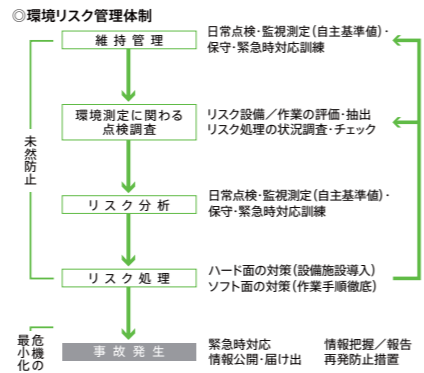 ◎環境リスク管理体制
維持管理
日常点検・監視測定（自主基準値）・
保守・緊急時対応訓練
環境測定に関わる
点検調査
リスク設備／作業の評価・抽出
リスク処理の状況調査・チェック
未然防止
リスク分析
日常点検・監視測定（自主基準値）・
保守・緊急時対応訓練
リスク処理
ハード面の対策（設備施設導入）
ソフト面の対策（作業手順徹底）
危機の
最小化
事故発生
緊急時対応 情報把握／報告
情報公開・届け出 再発防止措置